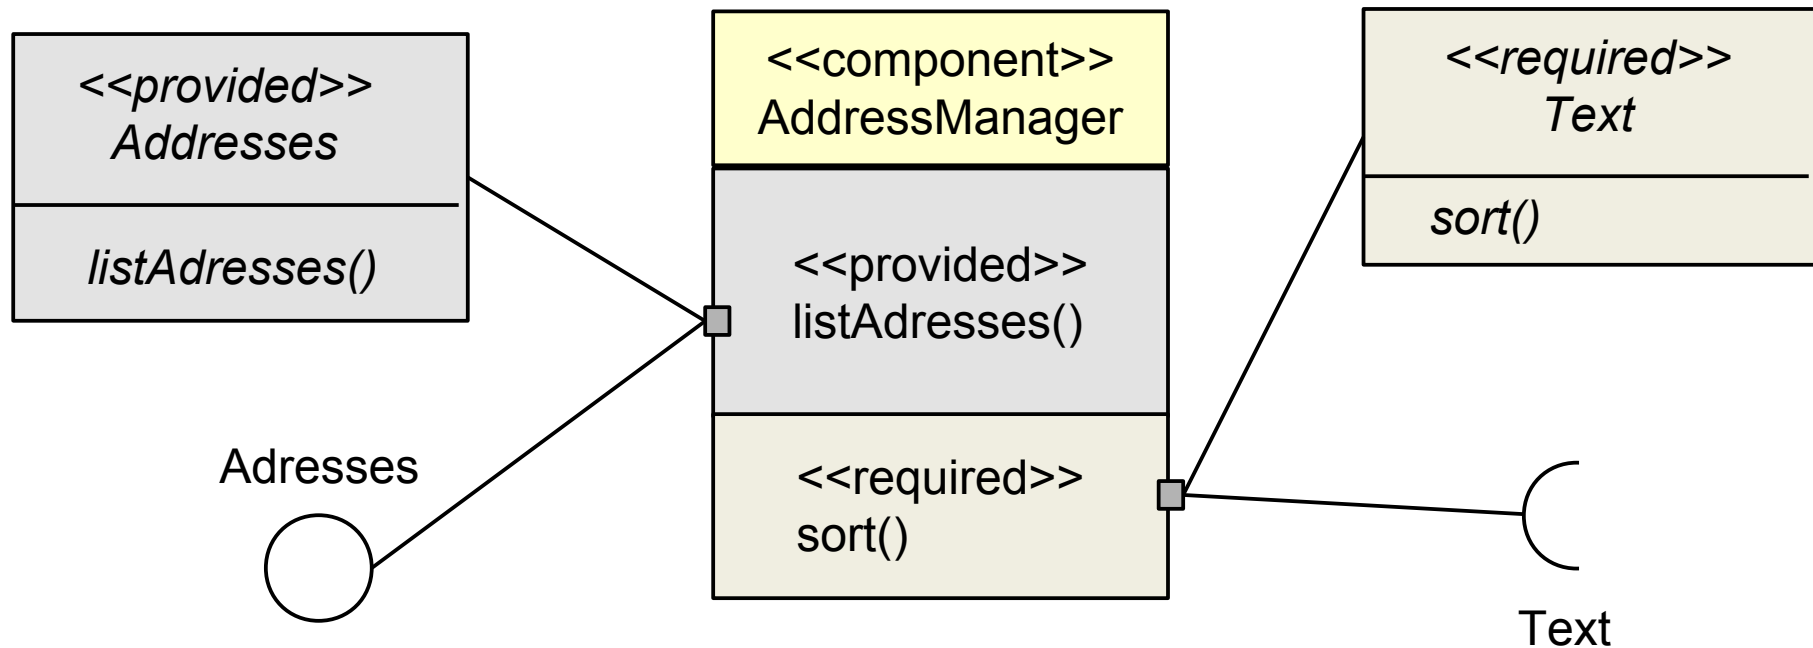 <<provided>>
Addresses
listAdresses()
Adresses
<<component>>
AddressManager
<<provided>>
listAdresses()
<<required>>
sort()
<<required>>
Text
sort()
Text